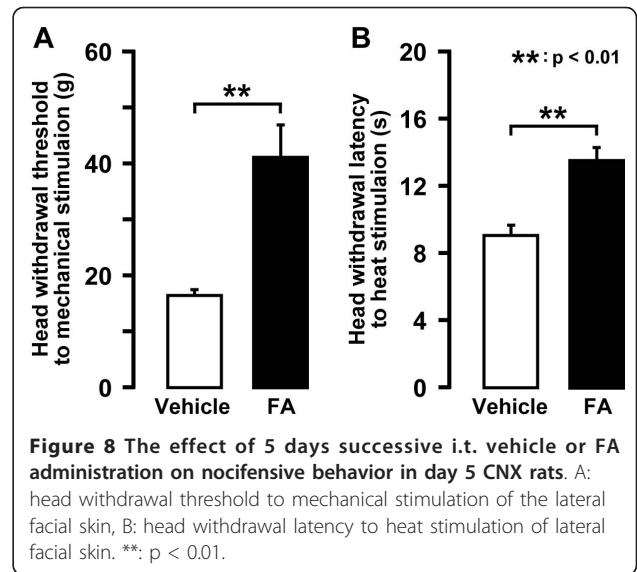 A
Head withdrawal threshold
to mechanical stimulaion (g)
60
40
20
0
**
Vehicle
FA
B
Head withdrawal latency
to heat stimulaion (s)
20
16
12
8
4
0
**: p < 0.01
**
Vehicle
FA
Figure 8 The effect of 5 days successive i.t. vehicle or FA
administration on nocifensive behavior in day 5 CNX rats. A:
head withdrawal threshold to mechanical stimulation of the lateral
facial skin, B: head withdrawal latency to heat stimulation of lateral
facial skin. **: p < 0.01.